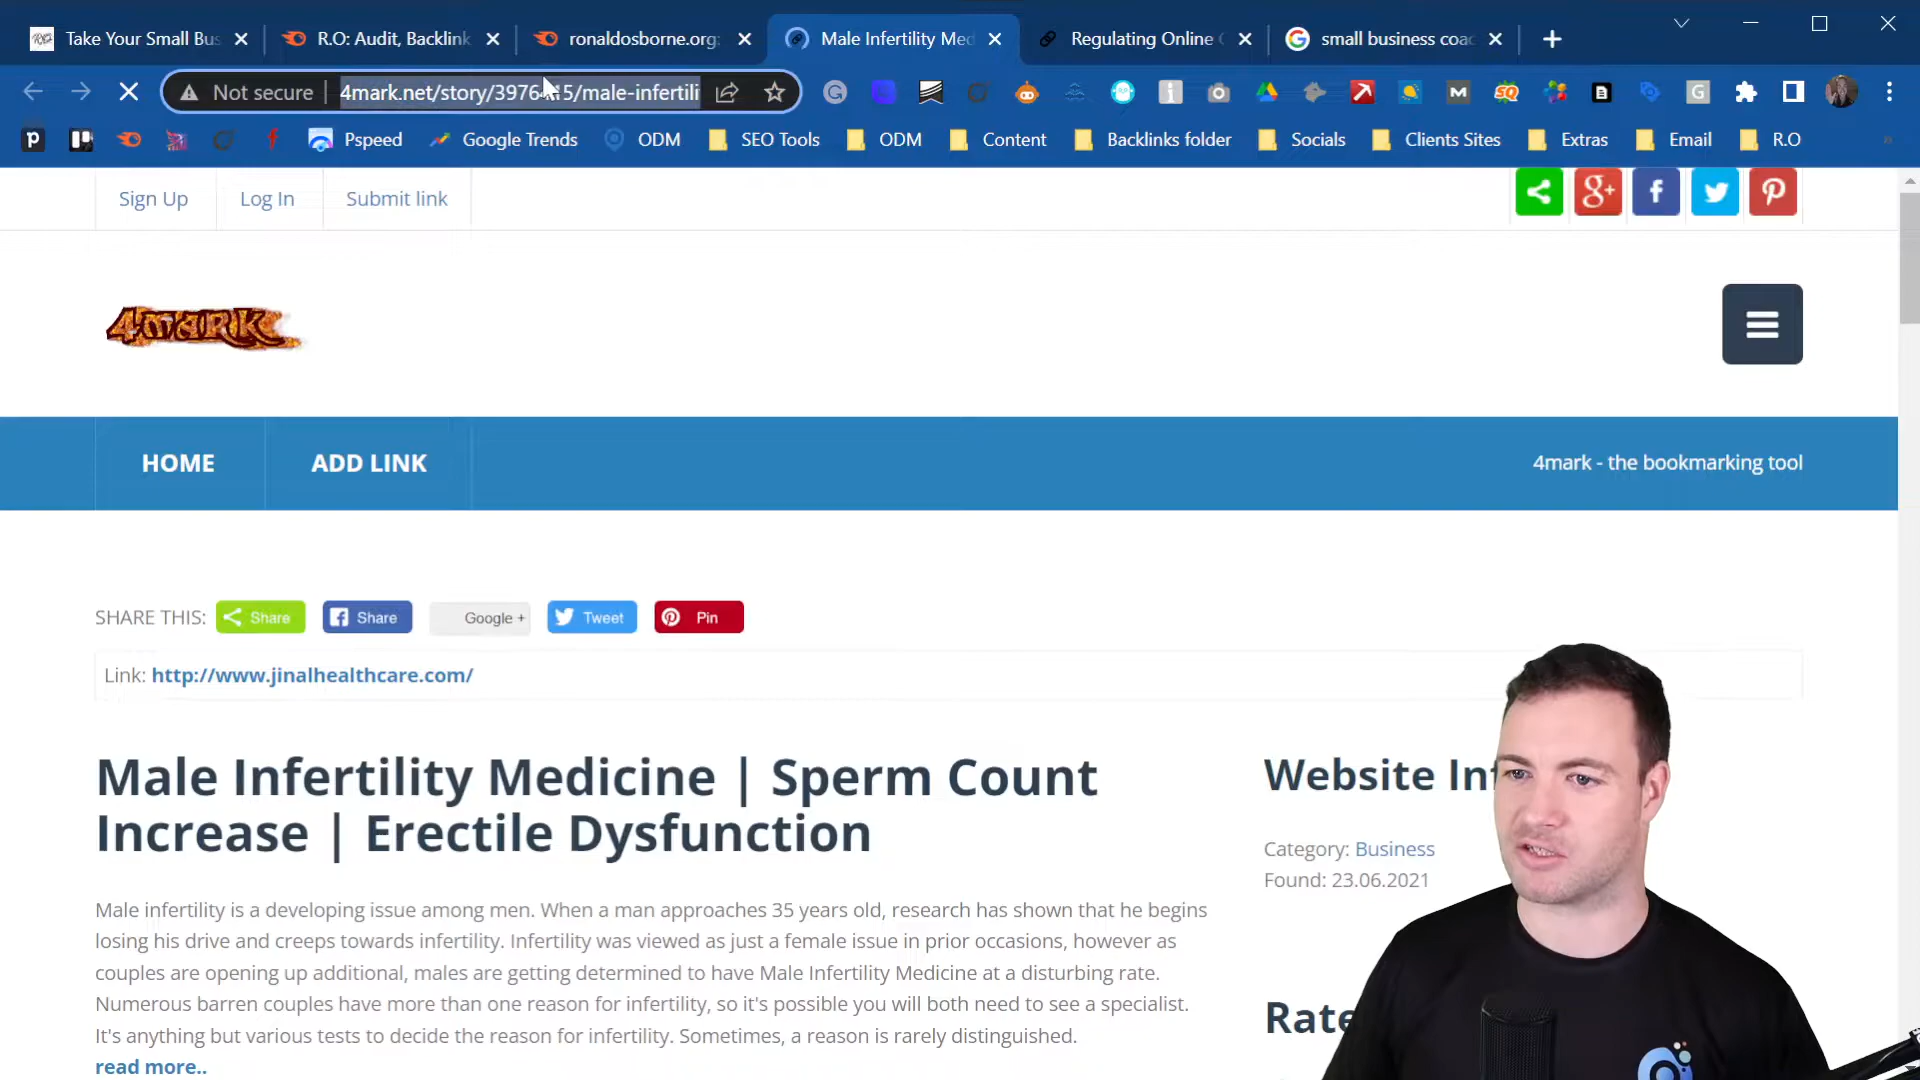 Take Your Small Bus
R.O: Audit, Backlink
ronaldosborne.org:
Male Infertility Med
Regulating Online
small business coa
Not secure
Pspeed
Google Trends
ODM
SEO Tools
ODM
Content
Backlinks folder
Socials
Clients Sites
Extras
Email
R.O
Sign Up
Log In
Submit link
4mark
HOME
ADD LINK
4mark - the bookmarking tool
SHARE THIS:
Share
Share
Google +
Tweet
Pin
Link: http://www.jinalhealthcare.com/
Male Infertility Medicine | Sperm Count
Increase | Erectile Dysfunction
Website
Category: Business
Found: 23.06.2021
Male infertility is a developing issue among men. When a man approaches 35 years old, research has shown that he begins
losing his drive and creeps towards infertility. Infertility was viewed as just a female issue in prior occasions, however as
couples are opening up additional, males are getting determined to have Male Infertility Medicine at a disturbing rate.
Numerous barren couples have more than one reason for infertility, so it's possible you will both need to see a specialist.
It's anything but various tests to decide the reason for infertility. Sometimes, a reason is rarely distinguished.
read more..
Rate